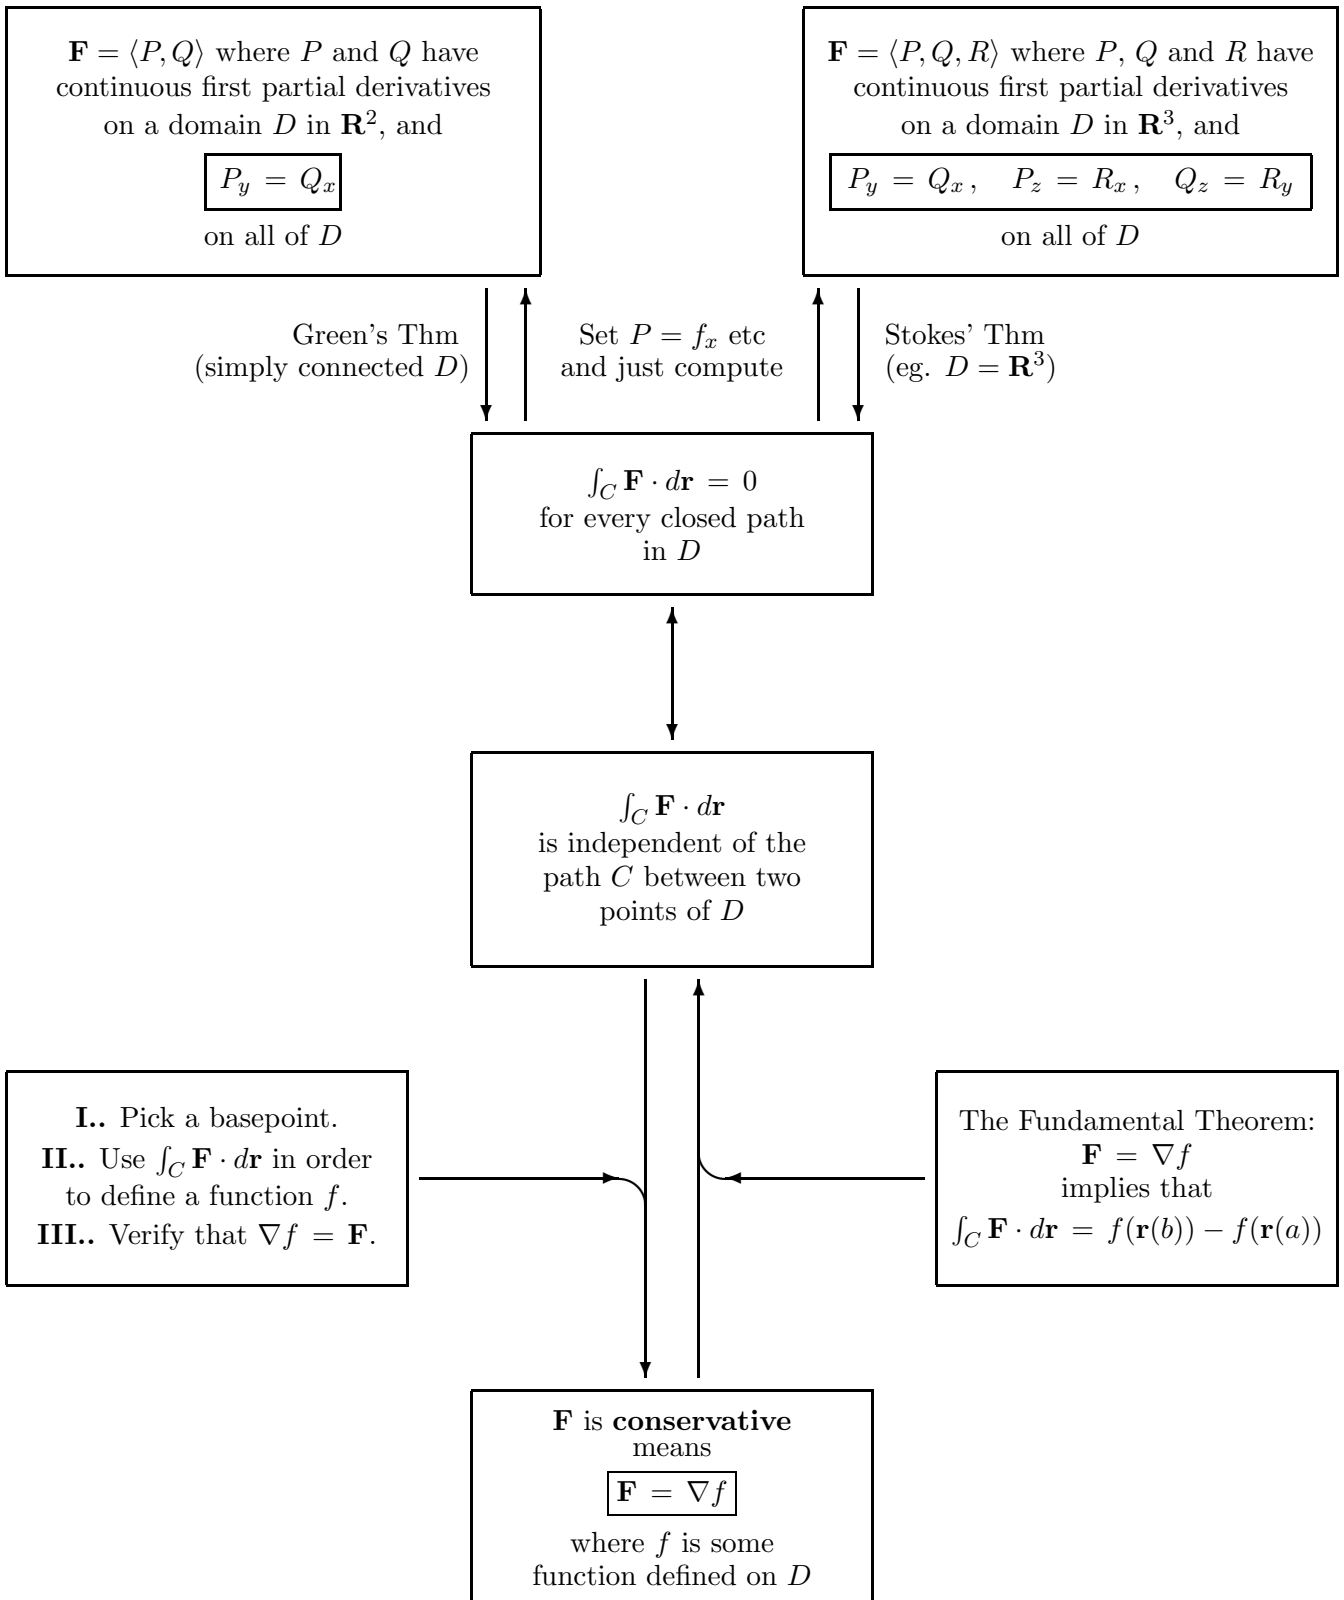 F = ⟨P, Q⟩ where P and Q have
continuous first partial derivatives
on a domain D in R², and
P_y = Q_x
on all of D
F = ⟨P, Q, R⟩ where P, Q and R have
continuous first partial derivatives
on a domain D in R³, and
P_y = Q_x , P_z = R_x , Q_z = R_y
on all of D
Green's Thm
(simply connected D)
Set P = f_x etc
and just compute
Stokes' Thm
(eg. D = R³)
∫_C F · dr = 0
for every closed path
in D
∫_C F · dr
is independent of the
path C between two
points of D
I.. Pick a basepoint.
II.. Use ∫_C F · dr in order
to define a function f.
III.. Verify that ∇f = F.
The Fundamental Theorem:
F = ∇f
implies that
∫_C F · dr = f(r(b)) − f(r(a))
F is conservative
means
F = ∇f
where f is some
function defined on D